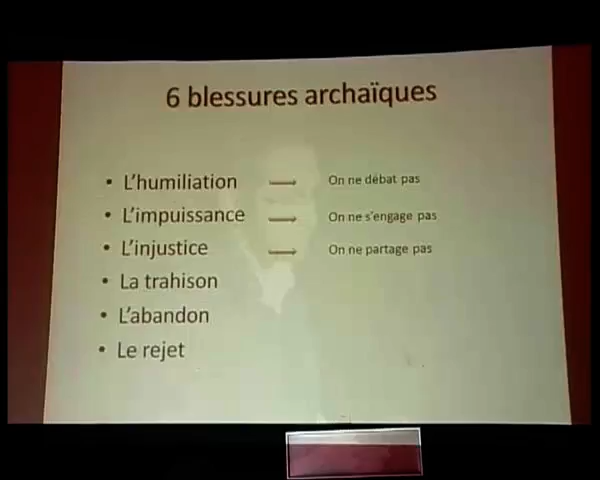 6 blessures archaïques
• L'humiliation → On ne débat pas
• L'impuissance → On ne s'engage pas
• L'injustice → On ne partage pas
• La trahison
• L'abandon
• Le rejet